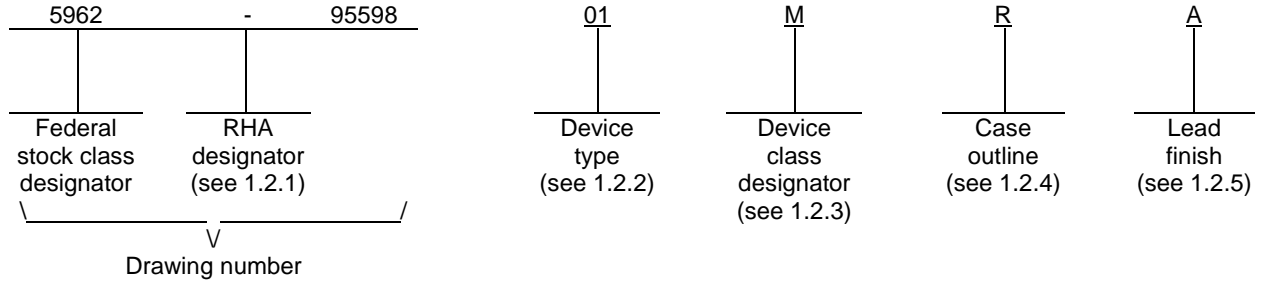 5962 - 95598 01 M R A
Federal RHA Device Device Case Lead
stock class designator type class outline finish
designator (see 1.2.1) (see 1.2.2) designator (see 1.2.4) (see 1.2.5)
(see 1.2.3)
Drawing number